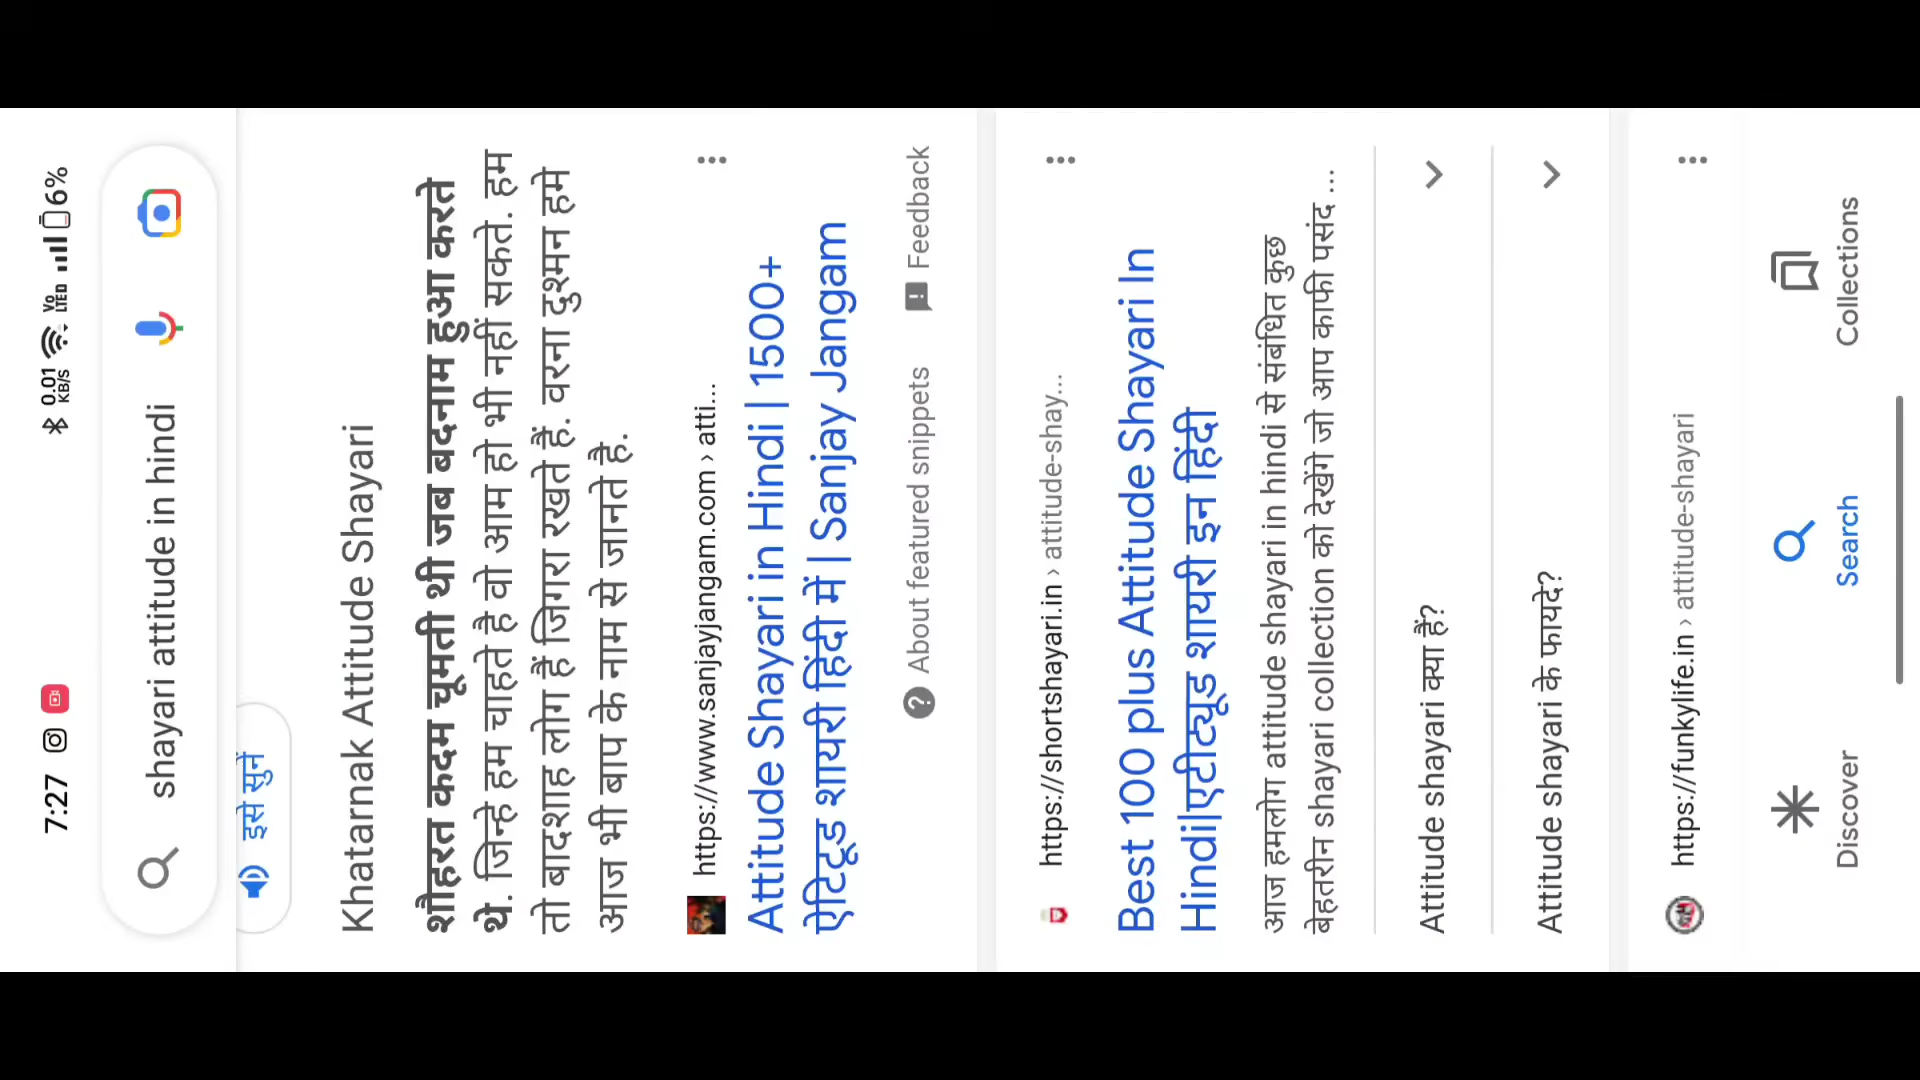 7:27
0.01 KB/S Vo LTED 6%
shayari attitude in hindi
इसे सुनें
Khatarnak Attitude Shayari
शौहरत कदम चूमती थी जब बदनाम हुआ करते
थे. जिन्हे हम चाहते है वो आम हो भी नहीं सकते. हम
तो बादशाह लोग हैं जिगरा रखते हैं. वरना दुश्मन हमे
आज भी बाप के नाम से जानते है.
https://www.sanjayjangam.com › atti...
Attitude Shayari in Hindi | 1500+
ऐटिटूड शायरी हिंदी में | Sanjay Jangam
About featured snippets
Feedback
https://shortshayari.in › attitude-shay...
Best 100 plus Attitude Shayari In
Hindi|एटीट्यूड शायरी इन हिंदी
आज हमलोग attitude shayari in hindi से संबंधित कुछ
बेहतरीन shayari collection को देखेंगे जो आप काफी पसंद ...
Attitude shayari क्या हैं?
Attitude shayari के फायदे?
https://funkylife.in › attitude-shayari
Discover
Search
Collections